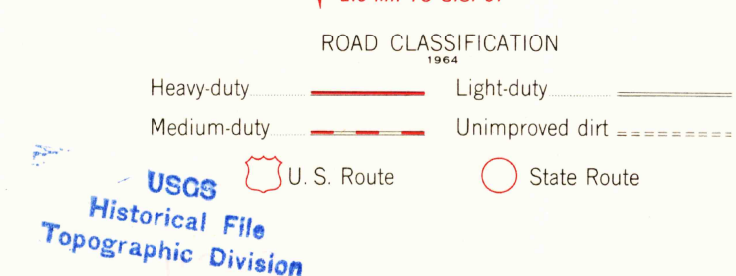 ROAD CLASSIFICATION
1964
Heavy-duty Light-duty
Medium-duty Unimproved dirt
U. S. Route State Route
USGS
Historical File
Topographic Division